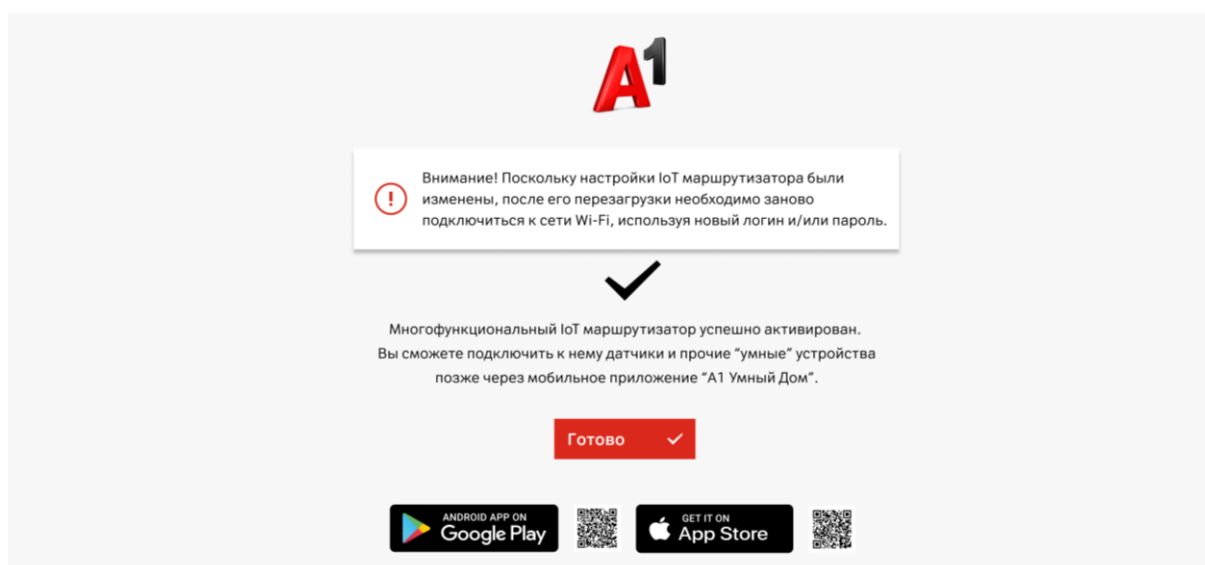 A1
Внимание! Поскольку настройки IoT маршрутизатора были
изменены, после его перезагрузки необходимо заново
подключиться к сети Wi-Fi, используя новый логин и/или пароль.
Многофункциональный IoT маршрутизатор успешно активирован.
Вы сможете подключить к нему датчики и прочие “умные” устройства
позже через мобильное приложение “А1 Умный Дом”.
Готово
ANDROID APP ON
Google Play
GET IT ON
App Store